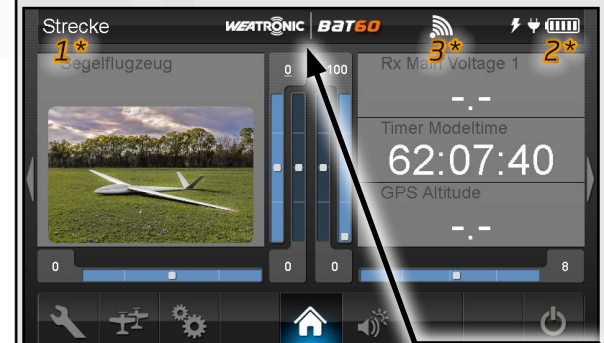 Strecke WEATRONIC BAT60
1* 3* 2*
Segelflugzeug 0 -100 Rx Main Voltage 1
-.-
Timer Modeltime
62:07:40
GPS Altitude
-.-
0 0 0 8